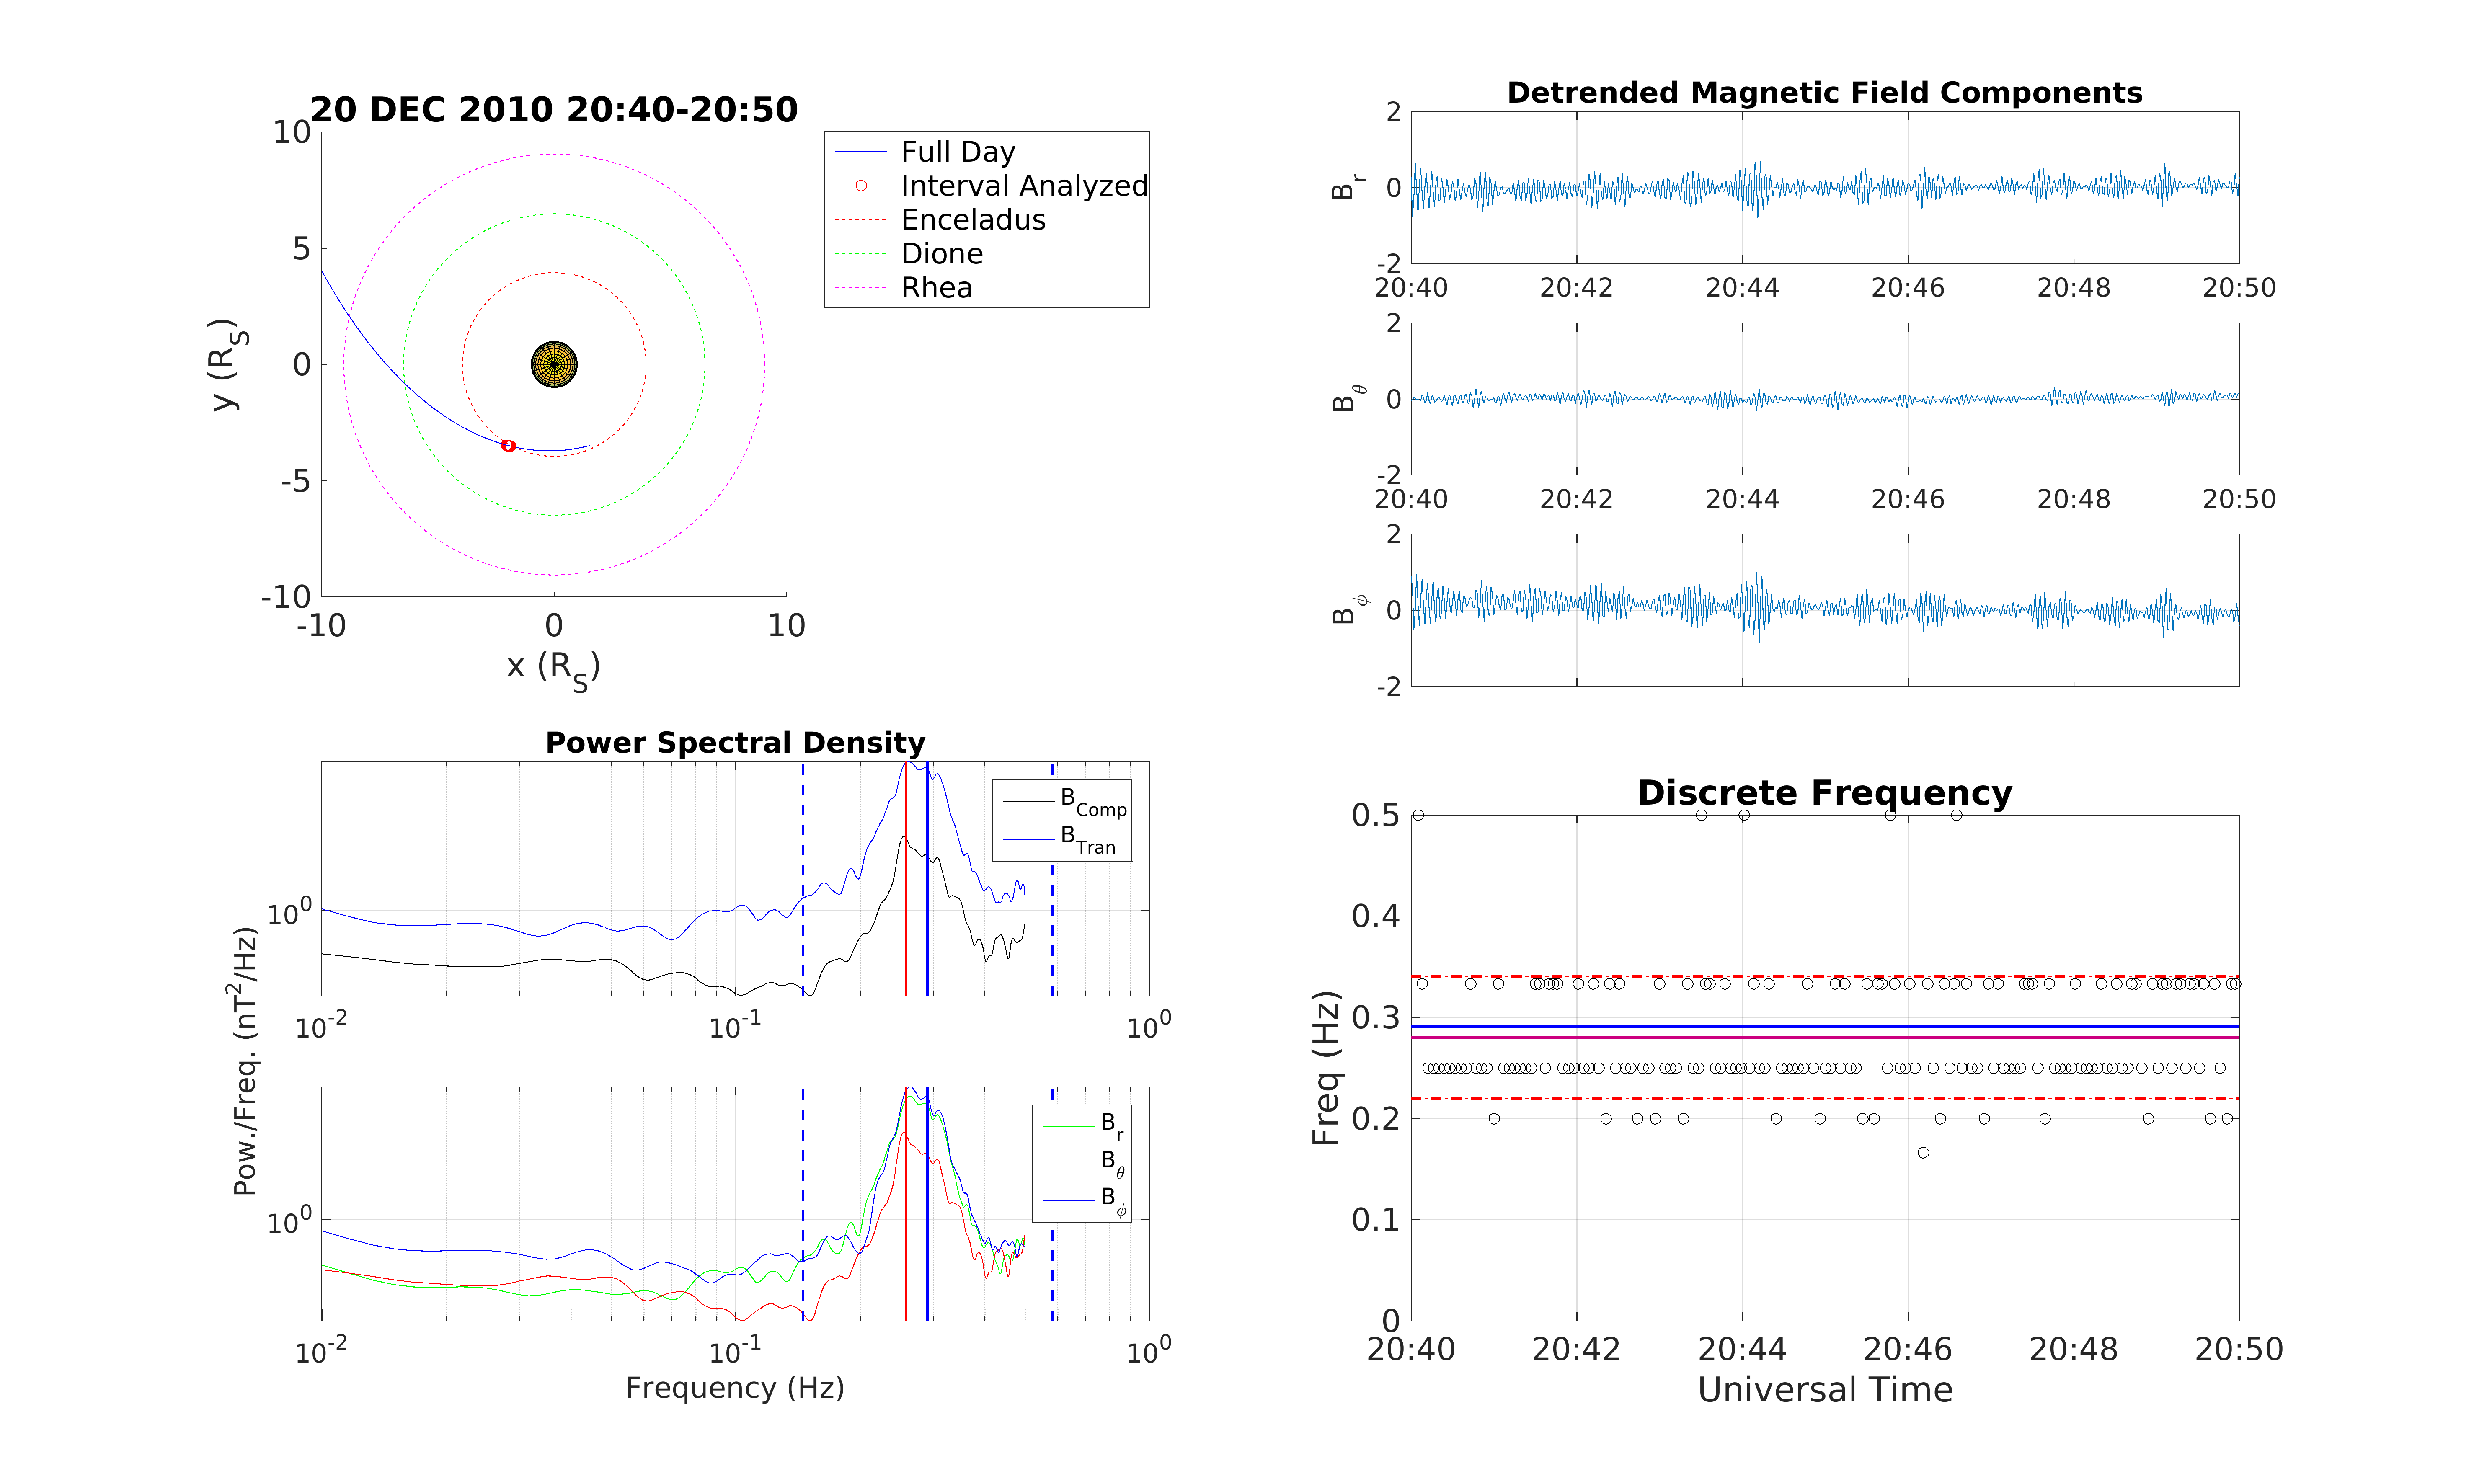 20 DEC 2010 20:40-20:50
10
5
0
-5
-10
-10 0 10
y (R_S)
x (R_S)
Full Day
Interval Analyzed
Enceladus
Dione
Rhea
Detrended Magnetic Field Components
2
0
-2
B_r
20:40 20:42 20:44 20:46 20:48 20:50
2
0
-2
B_θ
20:40 20:42 20:44 20:46 20:48 20:50
2
0
-2
B_ϕ
Power Spectral Density
10^0
B_Comp
B_Tran
10^-2 10^-1 10^0
Pow./Freq. (nT^2/Hz)
10^0
B_r
B_θ
B_ϕ
10^-2 10^-1 10^0
Frequency (Hz)
Discrete Frequency
0.5
0.4
0.3
0.2
0.1
0
Freq (Hz)
20:40 20:42 20:44 20:46 20:48 20:50
Universal Time